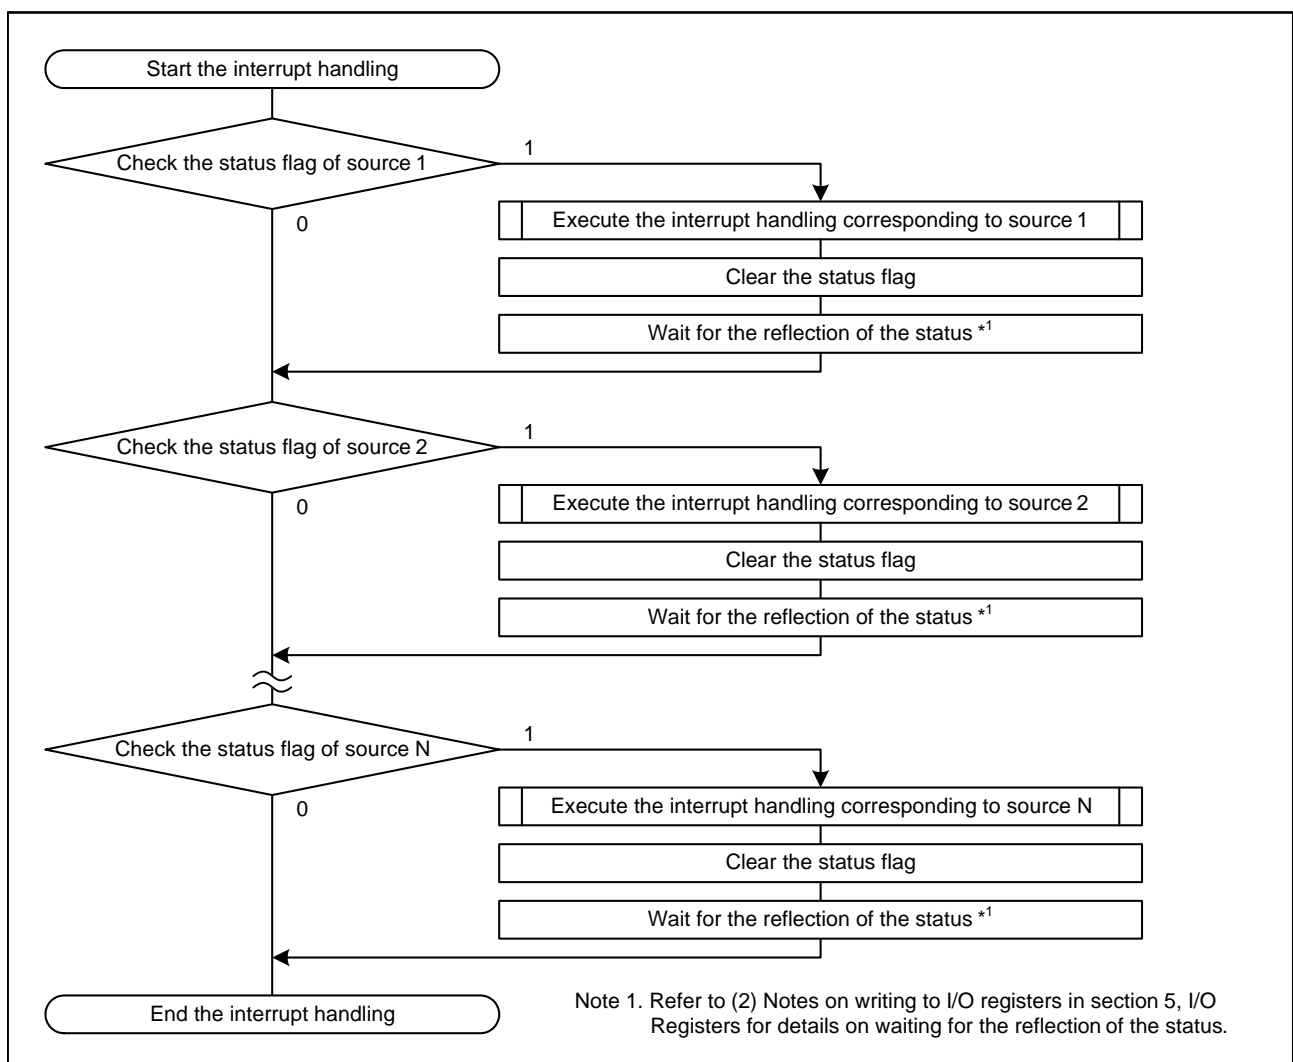 Start the interrupt handling
Check the status flag of source 1
1
0
Execute the interrupt handling corresponding to source 1
Clear the status flag
Wait for the reflection of the status *1
Check the status flag of source 2
1
0
Execute the interrupt handling corresponding to source 2
Clear the status flag
Wait for the reflection of the status *1
Check the status flag of source N
1
0
Execute the interrupt handling corresponding to source N
Clear the status flag
Wait for the reflection of the status *1
End the interrupt handling
Note 1. Refer to (2) Notes on writing to I/O registers in section 5, I/O
Registers for details on waiting for the reflection of the status.